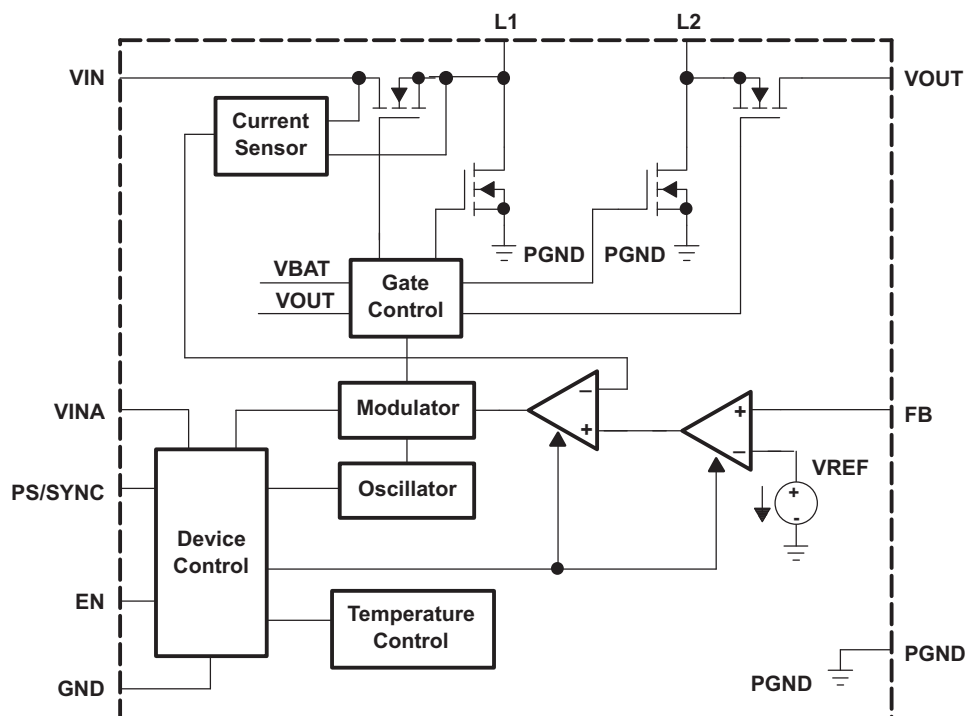 L1
L2
VIN
VOUT
Current
Sensor
PGND
PGND
VBAT
VOUT
Gate
Control
Modulator
−
+
+
−
VINA
FB
VREF
+
-
PS/SYNC
Oscillator
Device
Control
EN
Temperature
Control
GND
PGND
PGND